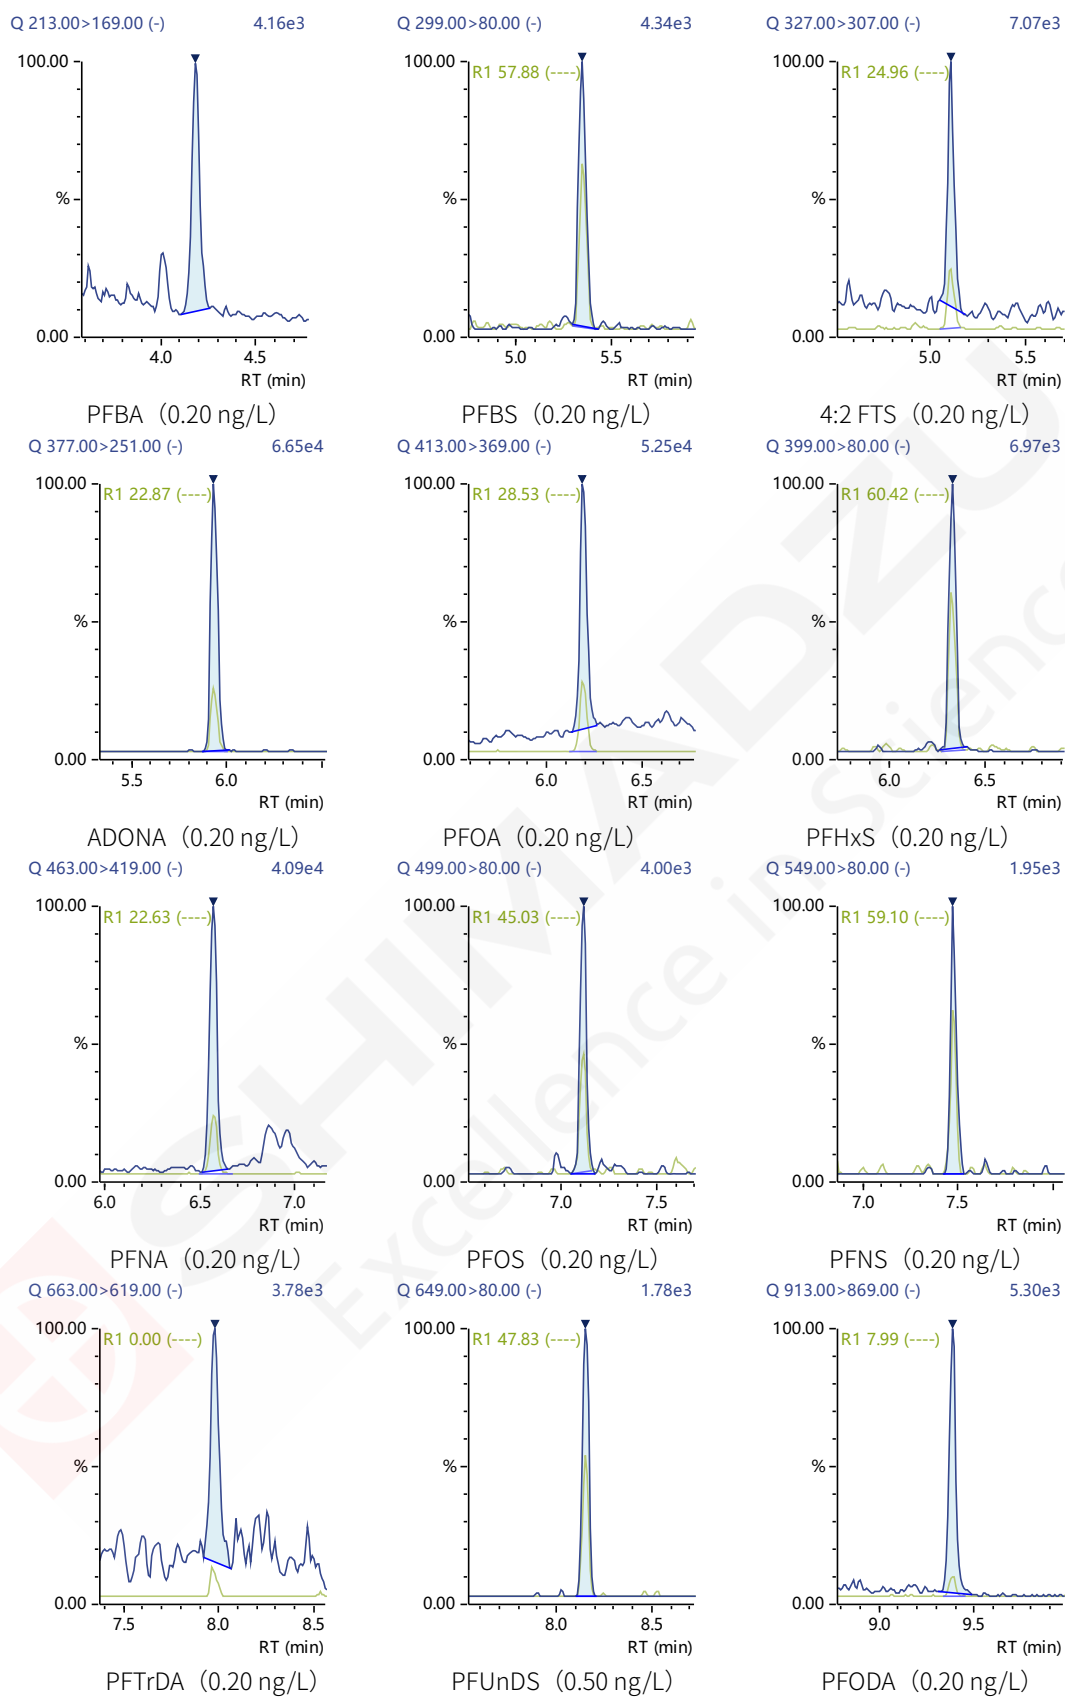 Q 213.00>169.00 (-) 4.16e3
100.00
%
0.00
4.0 4.5
RT (min)
PFBA（0.20 ng/L）
Q 299.00>80.00 (-) 4.34e3
100.00
R1 57.88 (----)
%
0.00
5.0 5.5
RT (min)
PFBS（0.20 ng/L）
Q 327.00>307.00 (-) 7.07e3
100.00
R1 24.96 (----)
%
0.00
5.0 5.5
RT (min)
4:2 FTS（0.20 ng/L）
Q 377.00>251.00 (-) 6.65e4
100.00
R1 22.87 (----)
%
0.00
5.5 6.0
RT (min)
ADONA（0.20 ng/L）
Q 413.00>369.00 (-) 5.25e4
100.00
R1 28.53 (----)
%
0.00
6.0 6.5
RT (min)
PFOA（0.20 ng/L）
Q 399.00>80.00 (-) 6.97e3
100.00
R1 60.42 (----)
%
0.00
6.0 6.5
RT (min)
PFHxS（0.20 ng/L）
Q 463.00>419.00 (-) 4.09e4
100.00
R1 22.63 (----)
%
0.00
6.0 6.5 7.0
RT (min)
PFNA（0.20 ng/L）
Q 499.00>80.00 (-) 4.00e3
100.00
R1 45.03 (----)
%
0.00
7.0 7.5
RT (min)
PFOS（0.20 ng/L）
Q 549.00>80.00 (-) 1.95e3
100.00
R1 59.10 (----)
%
0.00
7.0 7.5
RT (min)
PFNS（0.20 ng/L）
Q 663.00>619.00 (-) 3.78e3
100.00
R1 0.00 (----)
%
0.00
7.5 8.0 8.5
RT (min)
PFTrDA（0.20 ng/L）
Q 649.00>80.00 (-) 1.78e3
100.00
R1 47.83 (----)
%
0.00
8.0 8.5
RT (min)
PFUnDS（0.50 ng/L）
Q 913.00>869.00 (-) 5.30e3
100.00
R1 7.99 (----)
%
0.00
9.0 9.5
RT (min)
PFODA（0.20 ng/L）
SHIMADZU
Excellence in Science